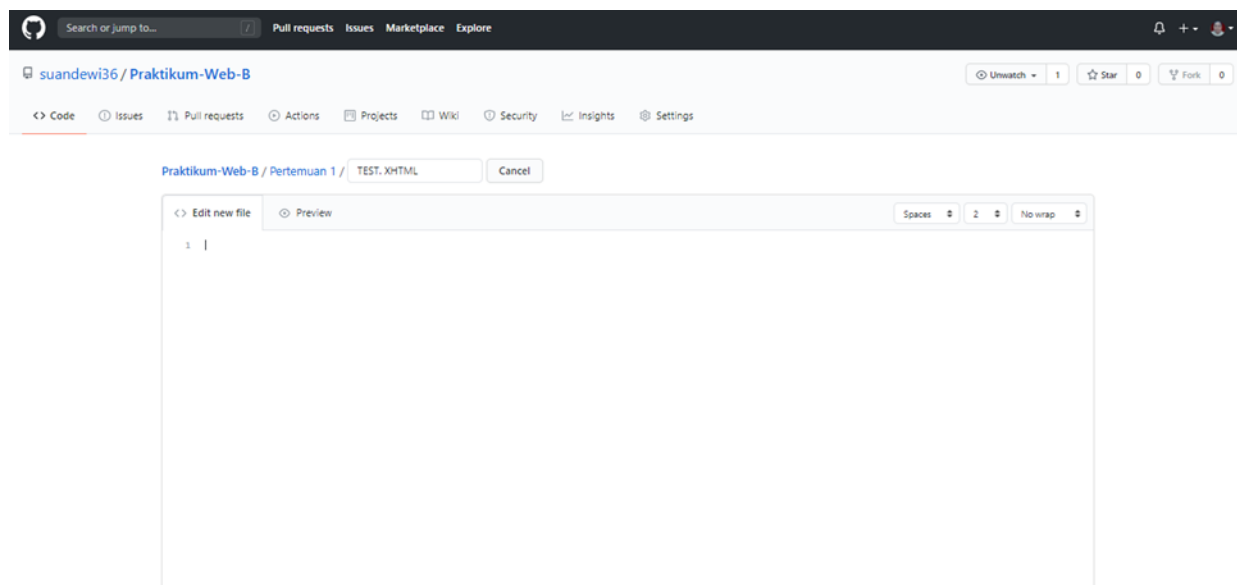 Search or jump to... / Pull requests Issues Marketplace Explore
suandewi36 / Praktikum-Web-B Unwatch 1 Star 0 Fork 0
<> Code Issues Pull requests Actions Projects Wiki Security Insights Settings
Praktikum-Web-B / Pertemuan 1 / TEST. XHTML Cancel
<> Edit new file Preview Spaces 2 No wrap
1